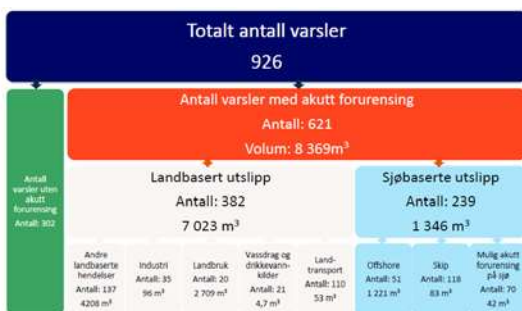 Totalt antall varsler
926
Antall varsler uten akutt forurensing
Antall: 302
Antall varsler med akutt forurensing
Antall: 621
Volum: 8 369m³
Landbasert utslipp
Antall: 382
7 023 m³
Sjøbaserte utslipp
Antall: 239
1 346 m³
Andre
landbaserte
hendelser
Antall: 137
4208 m³
Industri
Antall: 35
96 m³
Landbruk
Antall: 20
2 709 m³
Vassdrag og
drikkevann-
kilder
Antall: 21
4,7 m³
Land-
transport
Antall: 110
53 m³
Offshore
Antall: 51
1 221 m³
Skip
Antall: 118
83 m³
Mulig akutt
forurensing
på sjø
Antall: 70
42 m³